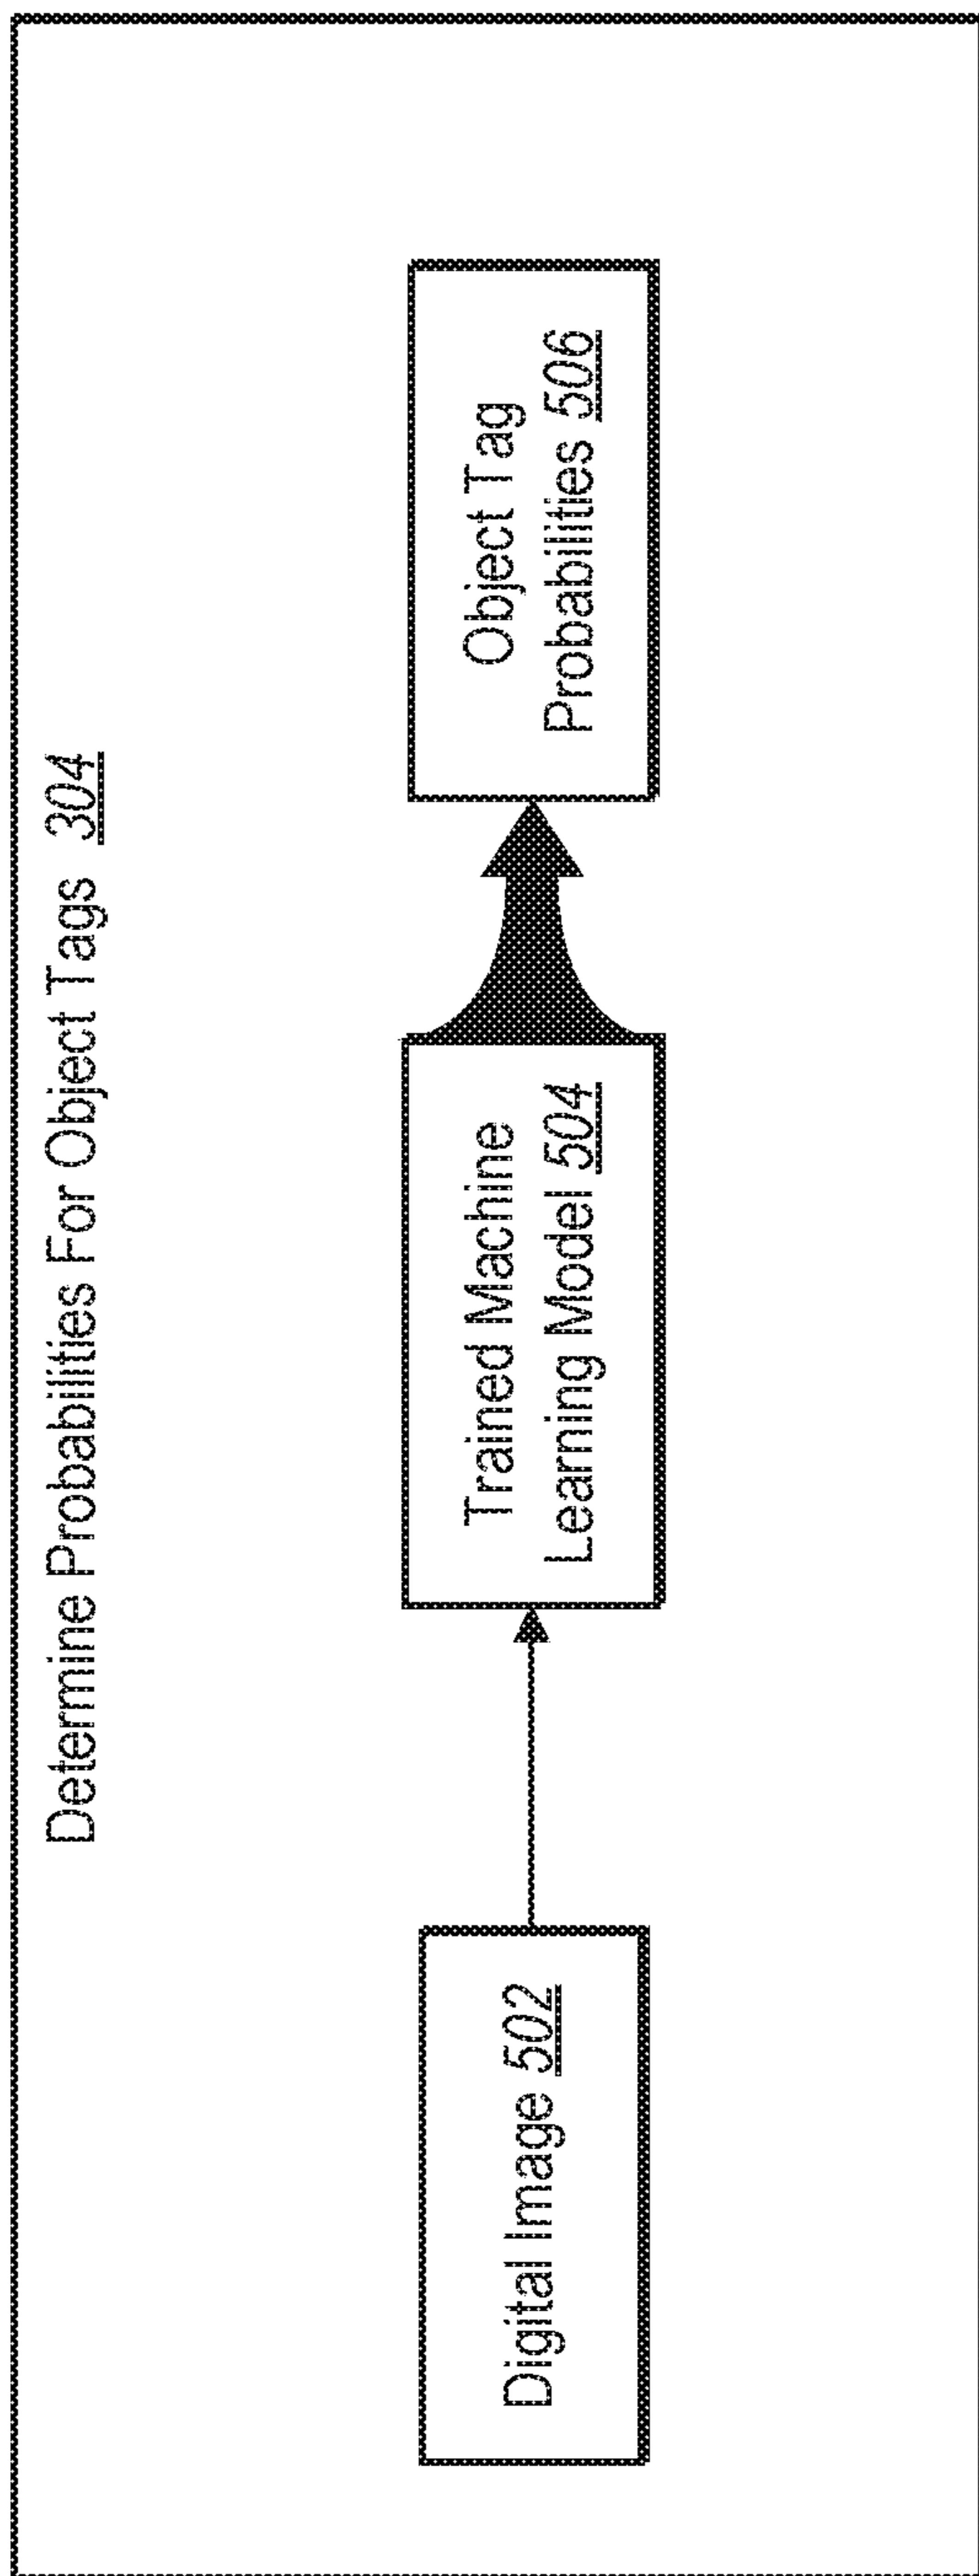 Determine Probabilities For Object Tags 304
Digital Image 502
Trained Machine
Learning Model 504
Object Tag
Probabilities 506